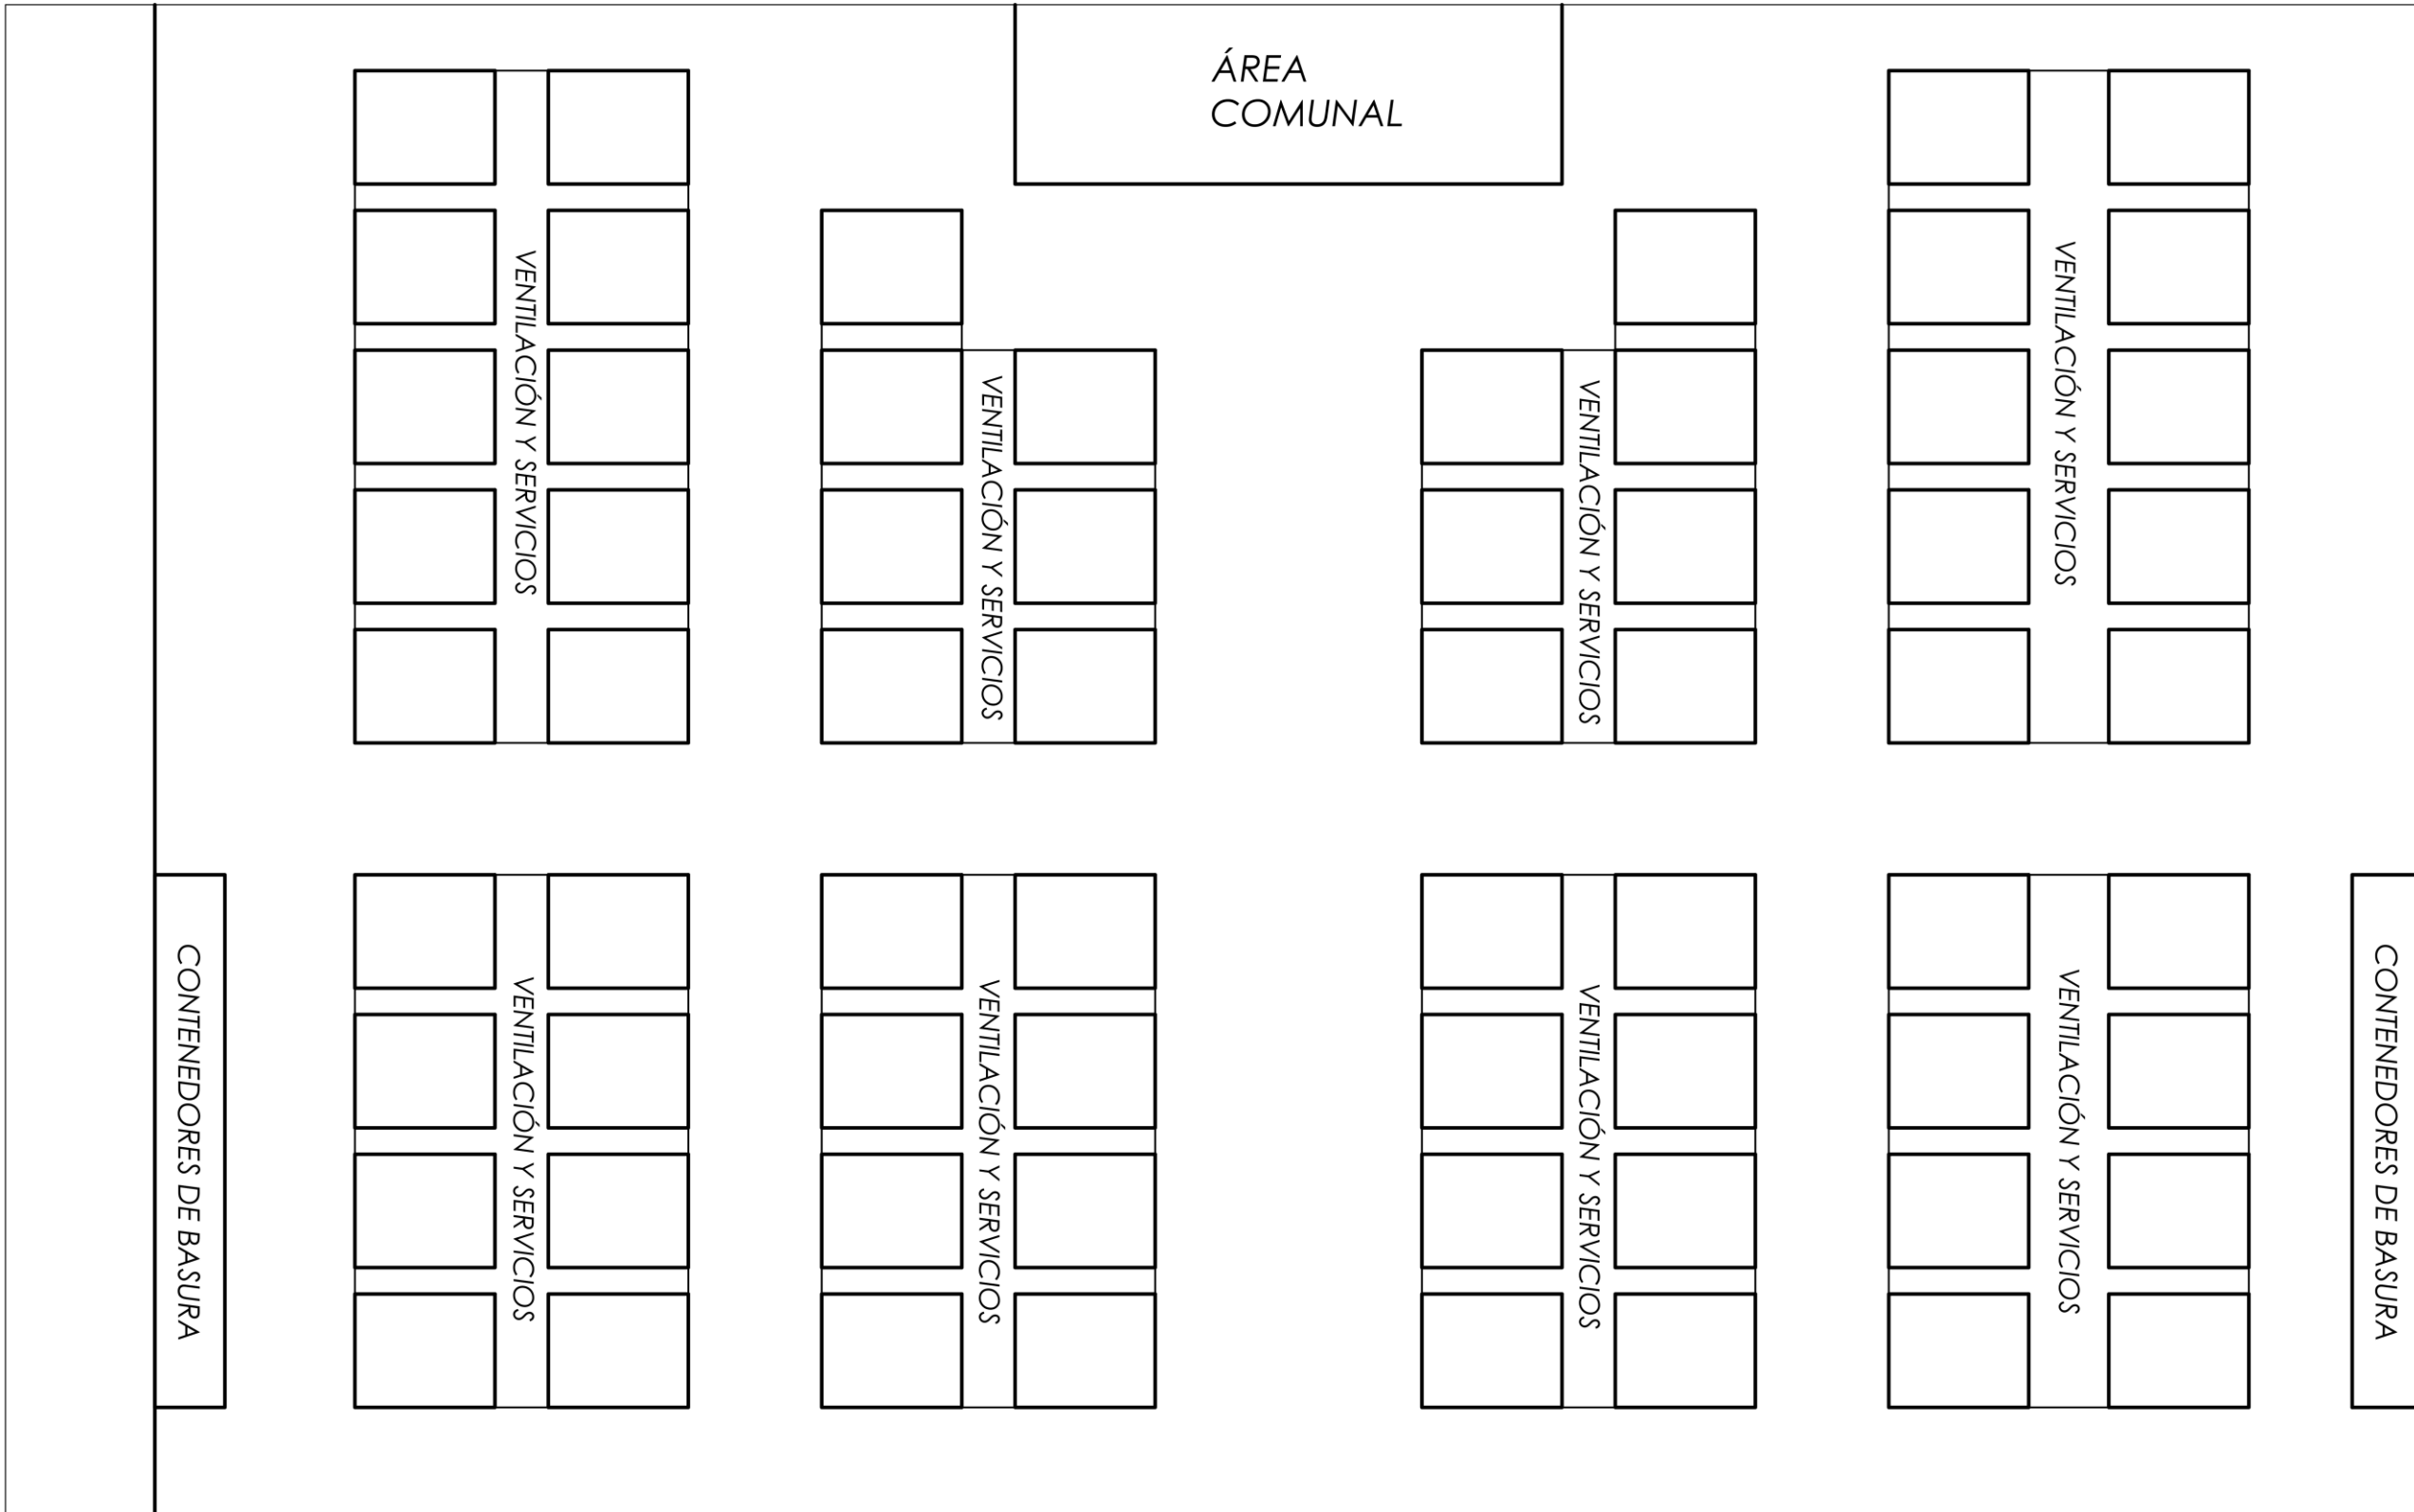 ÁREA
COMUNAL
VENTILACIÓN Y SERVICIOS
VENTILACIÓN Y SERVICIOS
VENTILACIÓN Y SERVICIOS
VENTILACIÓN Y SERVICIOS
CONTENEDORES DE BASURA
VENTILACIÓN Y SERVICIOS
VENTILACIÓN Y SERVICIOS
VENTILACIÓN Y SERVICIOS
VENTILACIÓN Y SERVICIOS
CONTENEDORES DE BASURA